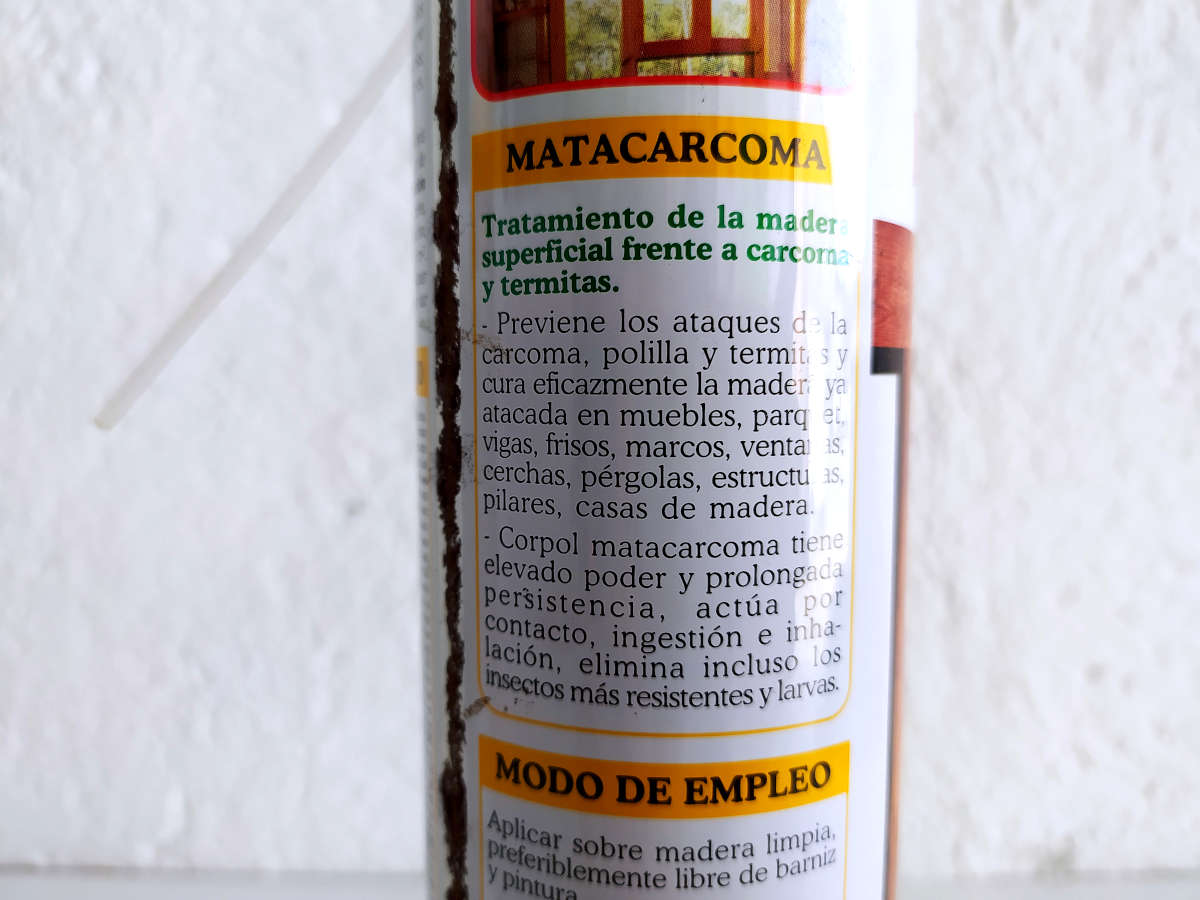 MATACARCOMA
Tratamiento de la madera
superficial frente a carcoma
y termitas.
- Previene los ataques de la
carcoma, polilla y termitas y
cura eficazmente la madera ya
atacada en muebles, parquet,
vigas, frisos, marcos, ventanas,
cerchas, pérgolas, estructuras,
pilares, casas de madera.
- Corpol matacarcoma tiene
elevado poder y prolongada
persistencia, actúa por
contacto, ingestión e inha-
lación, elimina incluso los
insectos más resistentes y larvas.
MODO DE EMPLEO
Aplicar sobre madera limpia,
preferiblemente libre de barniz
y pintura